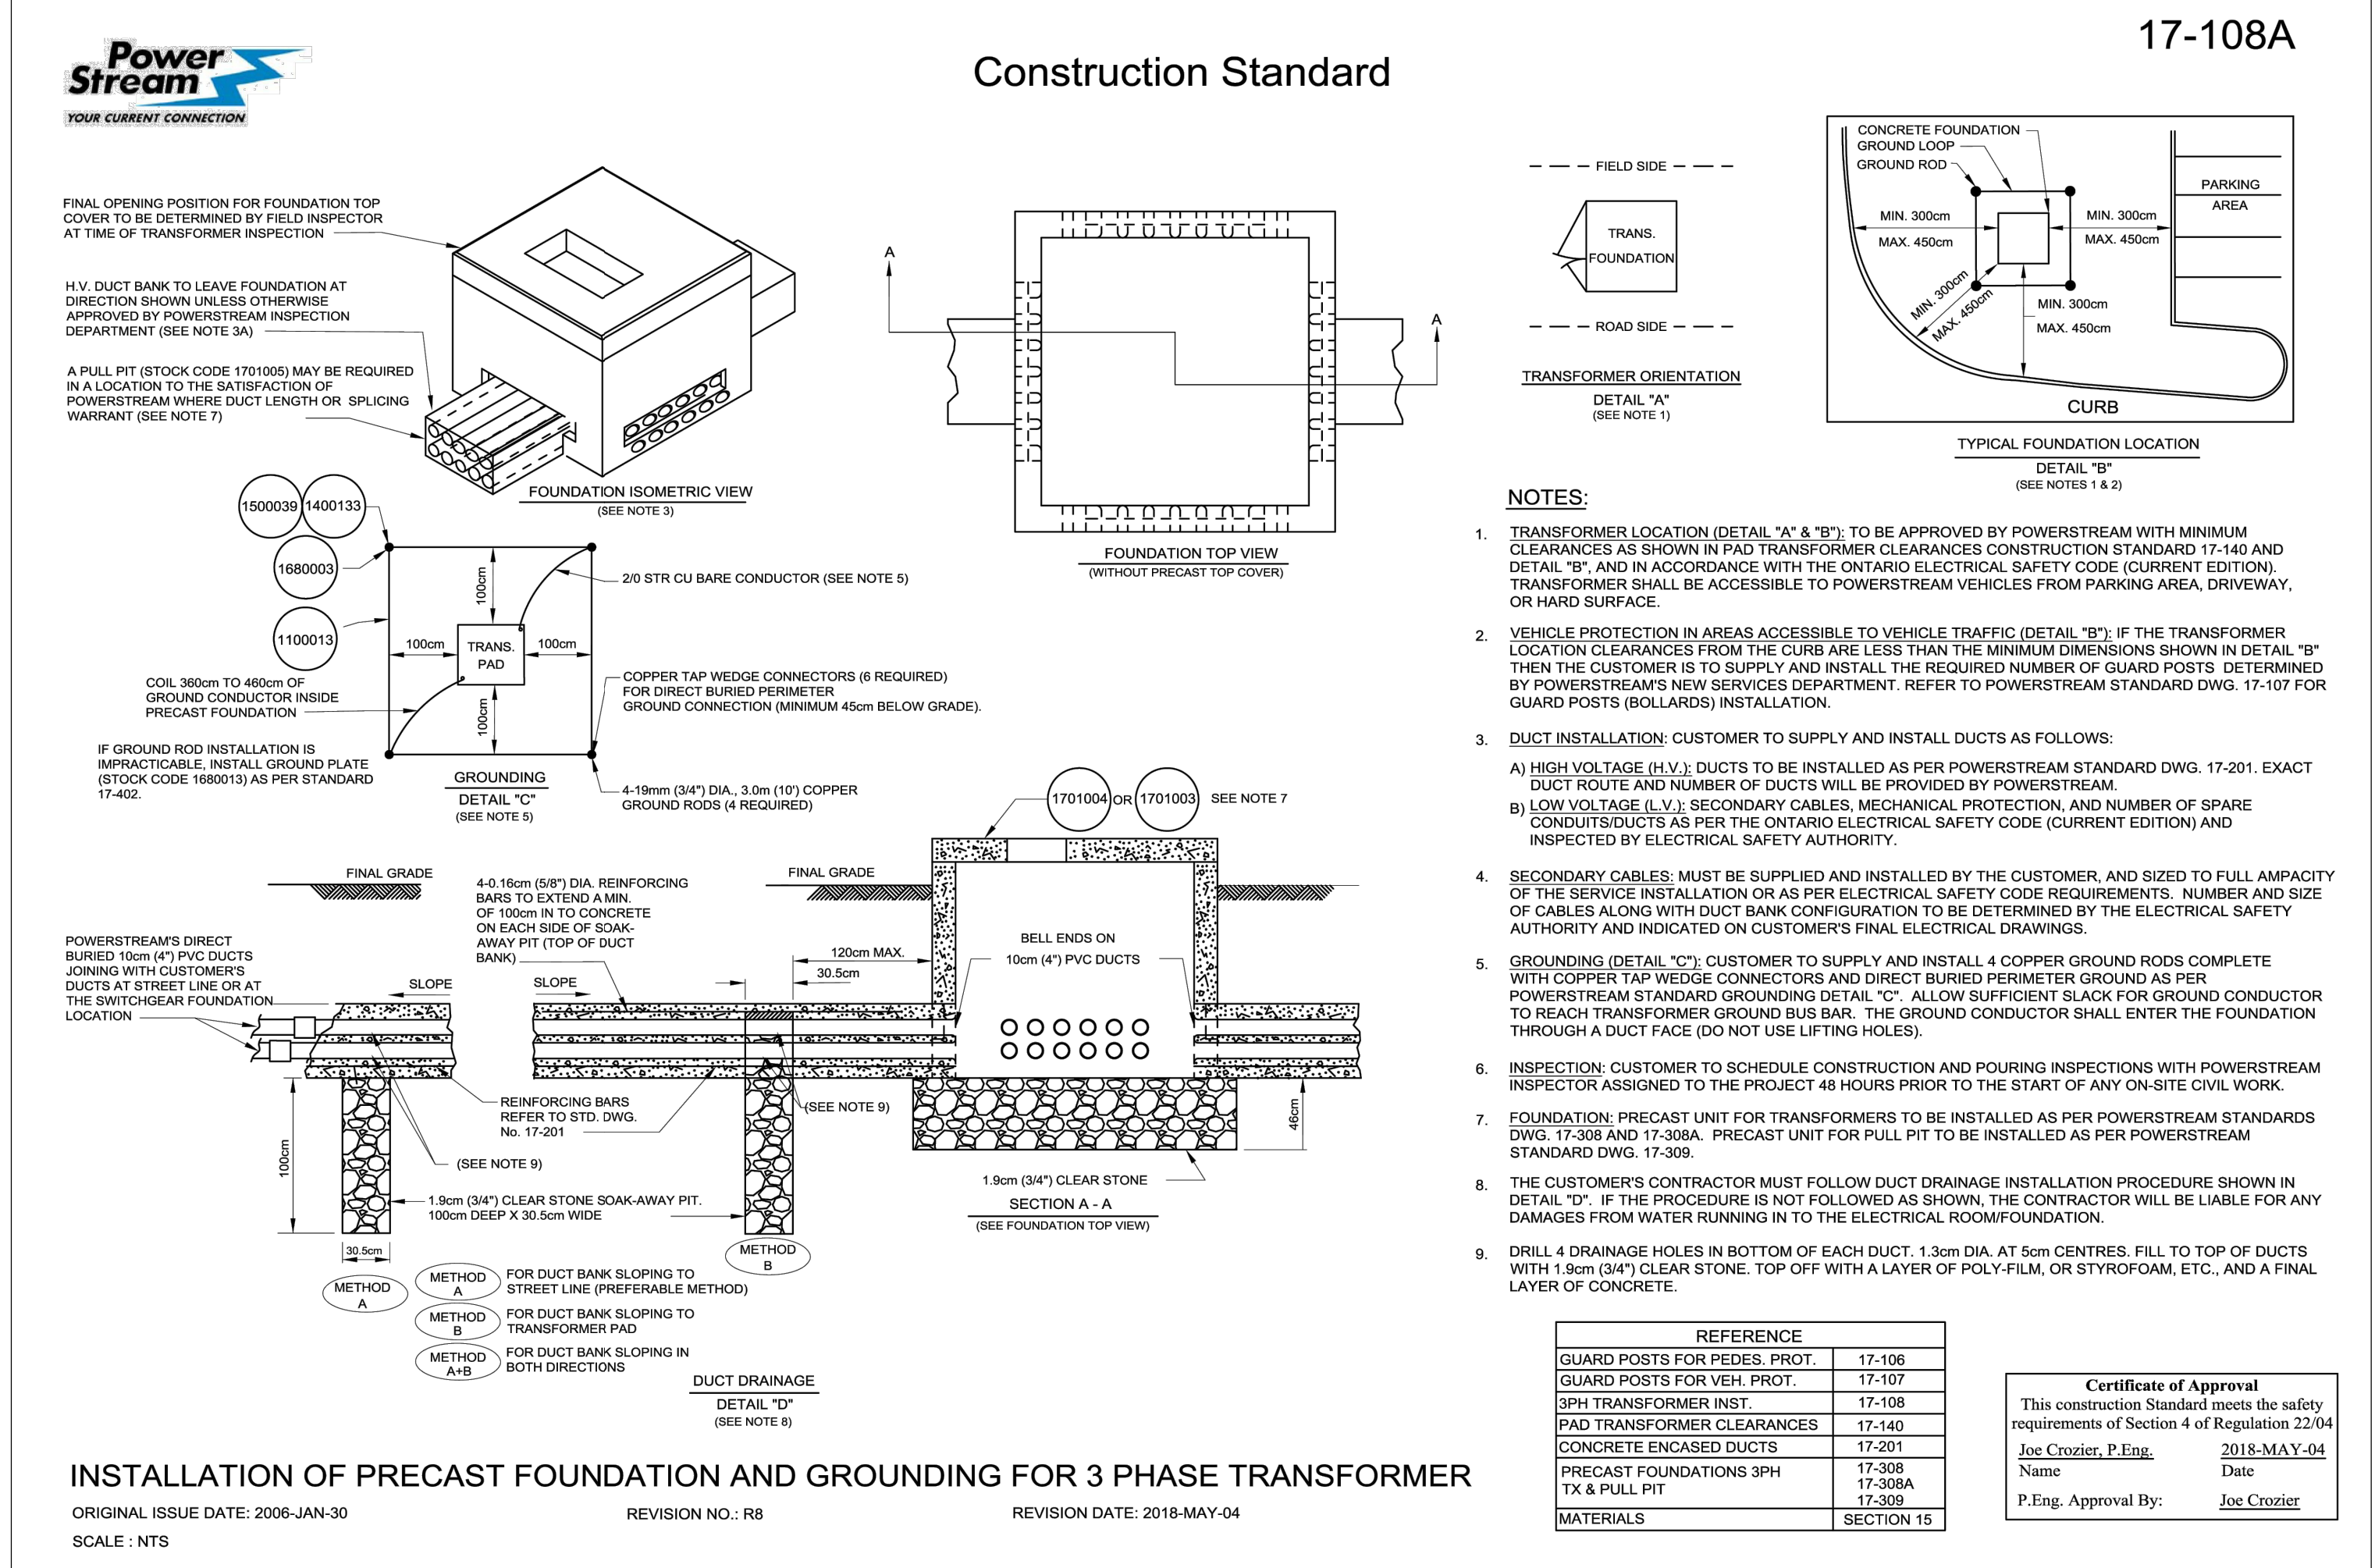 17-108A
Power
Stream
YOUR CURRENT CONNECTION
Construction Standard
FINAL OPENING POSITION FOR FOUNDATION TOP
COVER TO BE DETERMINED BY FIELD INSPECTOR
AT TIME OF TRANSFORMER INSPECTION
H.V. DUCT BANK TO LEAVE FOUNDATION AT
DIRECTION SHOWN UNLESS OTHERWISE
APPROVED BY POWERSTREAM INSPECTION
DEPARTMENT (SEE NOTE 3A)
A PULL PIT (STOCK CODE 1701005) MAY BE REQUIRED
IN A LOCATION TO THE SATISFACTION OF
POWERSTREAM WHERE DUCT LENGTH OR SPLICING
WARRANT (SEE NOTE 7)
FOUNDATION ISOMETRIC VIEW
(SEE NOTE 3)
A
A
FOUNDATION TOP VIEW
(WITHOUT PRECAST TOP COVER)
FIELD SIDE
TRANS.
FOUNDATION
ROAD SIDE
TRANSFORMER ORIENTATION
DETAIL "A"
(SEE NOTE 1)
CONCRETE FOUNDATION
GROUND LOOP
GROUND ROD
PARKING
AREA
MIN. 300cm
MAX. 450cm
MIN. 300cm
MAX. 450cm
MIN. 300cm
MAX. 450cm
MIN. 300cm
MAX. 450cm
CURB
TYPICAL FOUNDATION LOCATION
DETAIL "B"
(SEE NOTES 1 & 2)
1500039
1400133
1680003
1100013
100cm
100cm
TRANS.
PAD
100cm
100cm
2/0 STR CU BARE CONDUCTOR (SEE NOTE 5)
COIL 360cm TO 460cm OF
GROUND CONDUCTOR INSIDE
PRECAST FOUNDATION
COPPER TAP WEDGE CONNECTORS (6 REQUIRED)
FOR DIRECT BURIED PERIMETER
GROUND CONNECTION (MINIMUM 45cm BELOW GRADE).
IF GROUND ROD INSTALLATION IS
IMPRACTICABLE, INSTALL GROUND PLATE
(STOCK CODE 1680013) AS PER STANDARD
17-402.
GROUNDING
DETAIL "C"
(SEE NOTE 5)
4-19mm (3/4") DIA., 3.0m (10') COPPER
GROUND RODS (4 REQUIRED)
1701004
OR
1701003
SEE NOTE 7
FINAL GRADE
4-0.16cm (5/8") DIA. REINFORCING
BARS TO EXTEND A MIN.
OF 100cm IN TO CONCRETE
ON EACH SIDE OF SOAK-
AWAY PIT (TOP OF DUCT
BANK)
FINAL GRADE
POWERSTREAM'S DIRECT
BURIED 10cm (4") PVC DUCTS
JOINING WITH CUSTOMER'S
DUCTS AT STREET LINE OR AT
THE SWITCHGEAR FOUNDATION
LOCATION
SLOPE
SLOPE
120cm MAX.
30.5cm
BELL ENDS ON
10cm (4") PVC DUCTS
REINFORCING BARS
REFER TO STD. DWG.
No. 17-201
(SEE NOTE 9)
(SEE NOTE 9)
100cm
46cm
1.9cm (3/4") CLEAR STONE SOAK-AWAY PIT.
100cm DEEP X 30.5cm WIDE
1.9cm (3/4") CLEAR STONE
SECTION A - A
(SEE FOUNDATION TOP VIEW)
30.5cm
METHOD
A
METHOD
B
METHOD
A
FOR DUCT BANK SLOPING TO
STREET LINE (PREFERABLE METHOD)
METHOD
B
FOR DUCT BANK SLOPING TO
TRANSFORMER PAD
METHOD
A+B
FOR DUCT BANK SLOPING IN
BOTH DIRECTIONS
DUCT DRAINAGE
DETAIL "D"
(SEE NOTE 8)
NOTES:
1. TRANSFORMER LOCATION (DETAIL "A" & "B"): TO BE APPROVED BY POWERSTREAM WITH MINIMUM
CLEARANCES AS SHOWN IN PAD TRANSFORMER CLEARANCES CONSTRUCTION STANDARD 17-140 AND
DETAIL "B", AND IN ACCORDANCE WITH THE ONTARIO ELECTRICAL SAFETY CODE (CURRENT EDITION).
TRANSFORMER SHALL BE ACCESSIBLE TO POWERSTREAM VEHICLES FROM PARKING AREA, DRIVEWAY,
OR HARD SURFACE.
2. VEHICLE PROTECTION IN AREAS ACCESSIBLE TO VEHICLE TRAFFIC (DETAIL "B"): IF THE TRANSFORMER
LOCATION CLEARANCES FROM THE CURB ARE LESS THAN THE MINIMUM DIMENSIONS SHOWN IN DETAIL "B"
THEN THE CUSTOMER IS TO SUPPLY AND INSTALL THE REQUIRED NUMBER OF GUARD POSTS DETERMINED
BY POWERSTREAM'S NEW SERVICES DEPARTMENT. REFER TO POWERSTREAM STANDARD DWG. 17-107 FOR
GUARD POSTS (BOLLARDS) INSTALLATION.
3. DUCT INSTALLATION: CUSTOMER TO SUPPLY AND INSTALL DUCTS AS FOLLOWS:
A) HIGH VOLTAGE (H.V.): DUCTS TO BE INSTALLED AS PER POWERSTREAM STANDARD DWG. 17-201. EXACT
DUCT ROUTE AND NUMBER OF DUCTS WILL BE PROVIDED BY POWERSTREAM.
B) LOW VOLTAGE (L.V.): SECONDARY CABLES, MECHANICAL PROTECTION, AND NUMBER OF SPARE
CONDUITS/DUCTS AS PER THE ONTARIO ELECTRICAL SAFETY CODE (CURRENT EDITION) AND
INSPECTED BY ELECTRICAL SAFETY AUTHORITY.
4. SECONDARY CABLES: MUST BE SUPPLIED AND INSTALLED BY THE CUSTOMER, AND SIZED TO FULL AMPACITY
OF THE SERVICE INSTALLATION OR AS PER ELECTRICAL SAFETY CODE REQUIREMENTS. NUMBER AND SIZE
OF CABLES ALONG WITH DUCT BANK CONFIGURATION TO BE DETERMINED BY THE ELECTRICAL SAFETY
AUTHORITY AND INDICATED ON CUSTOMER'S FINAL ELECTRICAL DRAWINGS.
5. GROUNDING (DETAIL "C"): CUSTOMER TO SUPPLY AND INSTALL 4 COPPER GROUND RODS COMPLETE
WITH COPPER TAP WEDGE CONNECTORS AND DIRECT BURIED PERIMETER GROUND AS PER
POWERSTREAM STANDARD GROUNDING DETAIL "C". ALLOW SUFFICIENT SLACK FOR GROUND CONDUCTOR
TO REACH TRANSFORMER GROUND BUS BAR. THE GROUND CONDUCTOR SHALL ENTER THE FOUNDATION
THROUGH A DUCT FACE (DO NOT USE LIFTING HOLES).
6. INSPECTION: CUSTOMER TO SCHEDULE CONSTRUCTION AND POURING INSPECTIONS WITH POWERSTREAM
INSPECTOR ASSIGNED TO THE PROJECT 48 HOURS PRIOR TO THE START OF ANY ON-SITE CIVIL WORK.
7. FOUNDATION: PRECAST UNIT FOR TRANSFORMERS TO BE INSTALLED AS PER POWERSTREAM STANDARDS
DWG. 17-308 AND 17-308A. PRECAST UNIT FOR PULL PIT TO BE INSTALLED AS PER POWERSTREAM
STANDARD DWG. 17-309.
8. THE CUSTOMER'S CONTRACTOR MUST FOLLOW DUCT DRAINAGE INSTALLATION PROCEDURE SHOWN IN
DETAIL "D". IF THE PROCEDURE IS NOT FOLLOWED AS SHOWN, THE CONTRACTOR WILL BE LIABLE FOR ANY
DAMAGES FROM WATER RUNNING IN TO THE ELECTRICAL ROOM/FOUNDATION.
9. DRILL 4 DRAINAGE HOLES IN BOTTOM OF EACH DUCT. 1.3cm DIA. AT 5cm CENTRES. FILL TO TOP OF DUCTS
WITH 1.9cm (3/4") CLEAR STONE. TOP OFF WITH A LAYER OF POLY-FILM, OR STYROFOAM, ETC., AND A FINAL
LAYER OF CONCRETE.
REFERENCE
GUARD POSTS FOR PEDES. PROT. 17-106
GUARD POSTS FOR VEH. PROT. 17-107
3PH TRANSFORMER INST. 17-108
PAD TRANSFORMER CLEARANCES 17-140
CONCRETE ENCASED DUCTS 17-201
PRECAST FOUNDATIONS 3PH
TX & PULL PIT
17-308
17-308A
17-309
MATERIALS SECTION 15
Certificate of Approval
This construction Standard meets the safety
requirements of Section 4 of Regulation 22/04
Joe Crozier, P.Eng. 2018-MAY-04
Name Date
P.Eng. Approval By: Joe Crozier
INSTALLATION OF PRECAST FOUNDATION AND GROUNDING FOR 3 PHASE TRANSFORMER
ORIGINAL ISSUE DATE: 2006-JAN-30 REVISION NO.: R8 REVISION DATE: 2018-MAY-04
SCALE : NTS